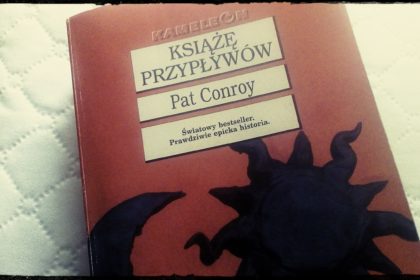 KAMELEON
KSIĄŻĘ
PRZYPŁYWÓW
Pat Conroy
Światowy bestseller.
Prawdziwie epicka historia.